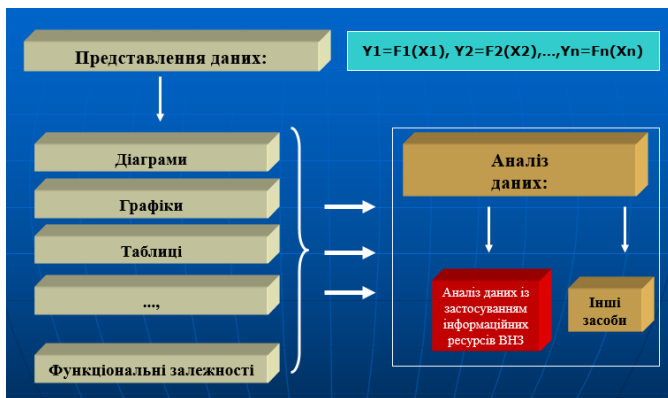 Представлення даних:
Y1=F1(X1), Y2=F2(X2),...,Yn=Fn(Xn)
Діаграми
Графіки
Таблиці
...,
Функціональні залежності
Аналіз
даних:
Аналіз даних із
застосуванням
інформаційних
ресурсів ВНЗ
Інші
засоби